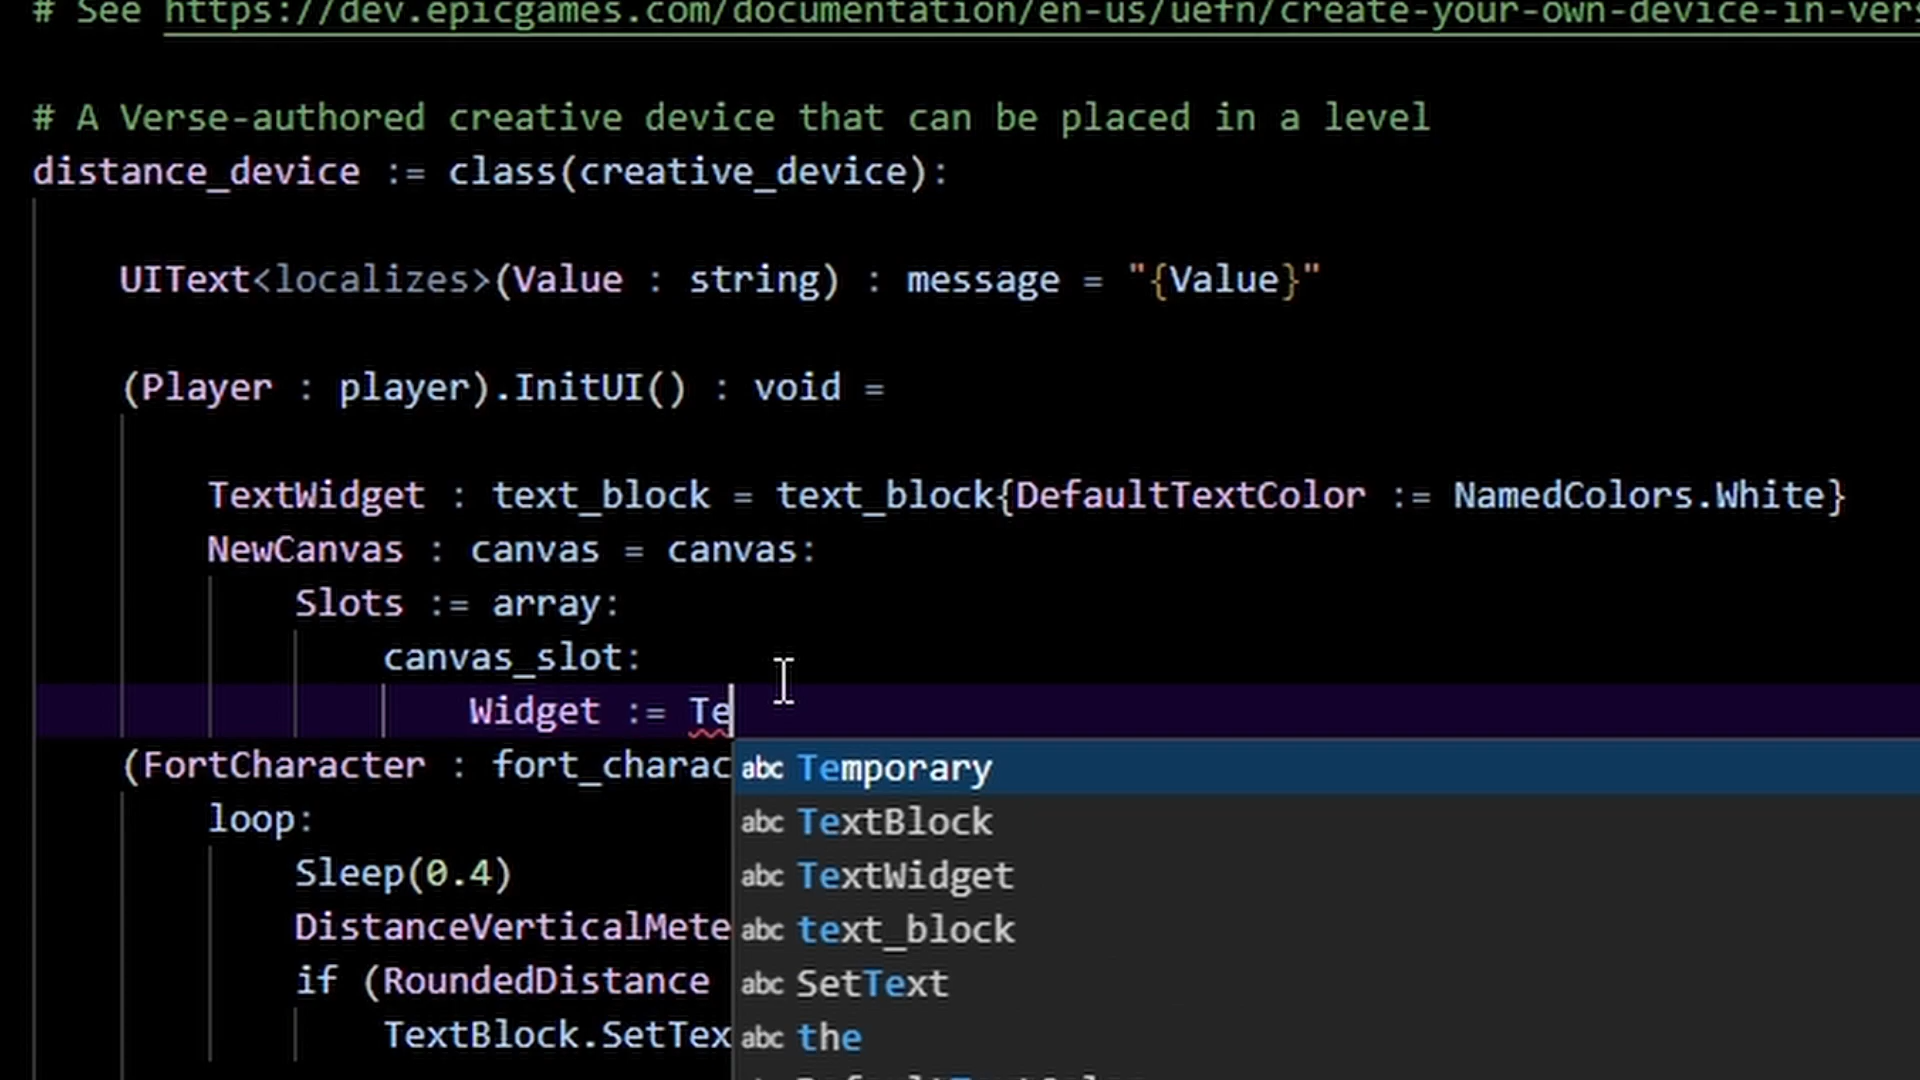 # See https://dev.epicgames.com/documentation/en-us/uefn/create-your-own-device-in-vers
# A Verse-authored creative device that can be placed in a level
distance_device := class(creative_device):
UIText<localizes>(Value : string) : message = "{Value}"
(Player : player).InitUI() : void =
TextWidget : text_block = text_block{DefaultTextColor := NamedColors.White}
NewCanvas : canvas = canvas:
Slots := array:
canvas_slot:
Widget := Te
(FortCharacter : fort_charac
abc Temporary
loop:
abc TextBlock
Sleep(0.4)
abc TextWidget
DistanceVerticalMete
abc text_block
if (RoundedDistance
abc SetText
TextBlock.SetTex
abc the